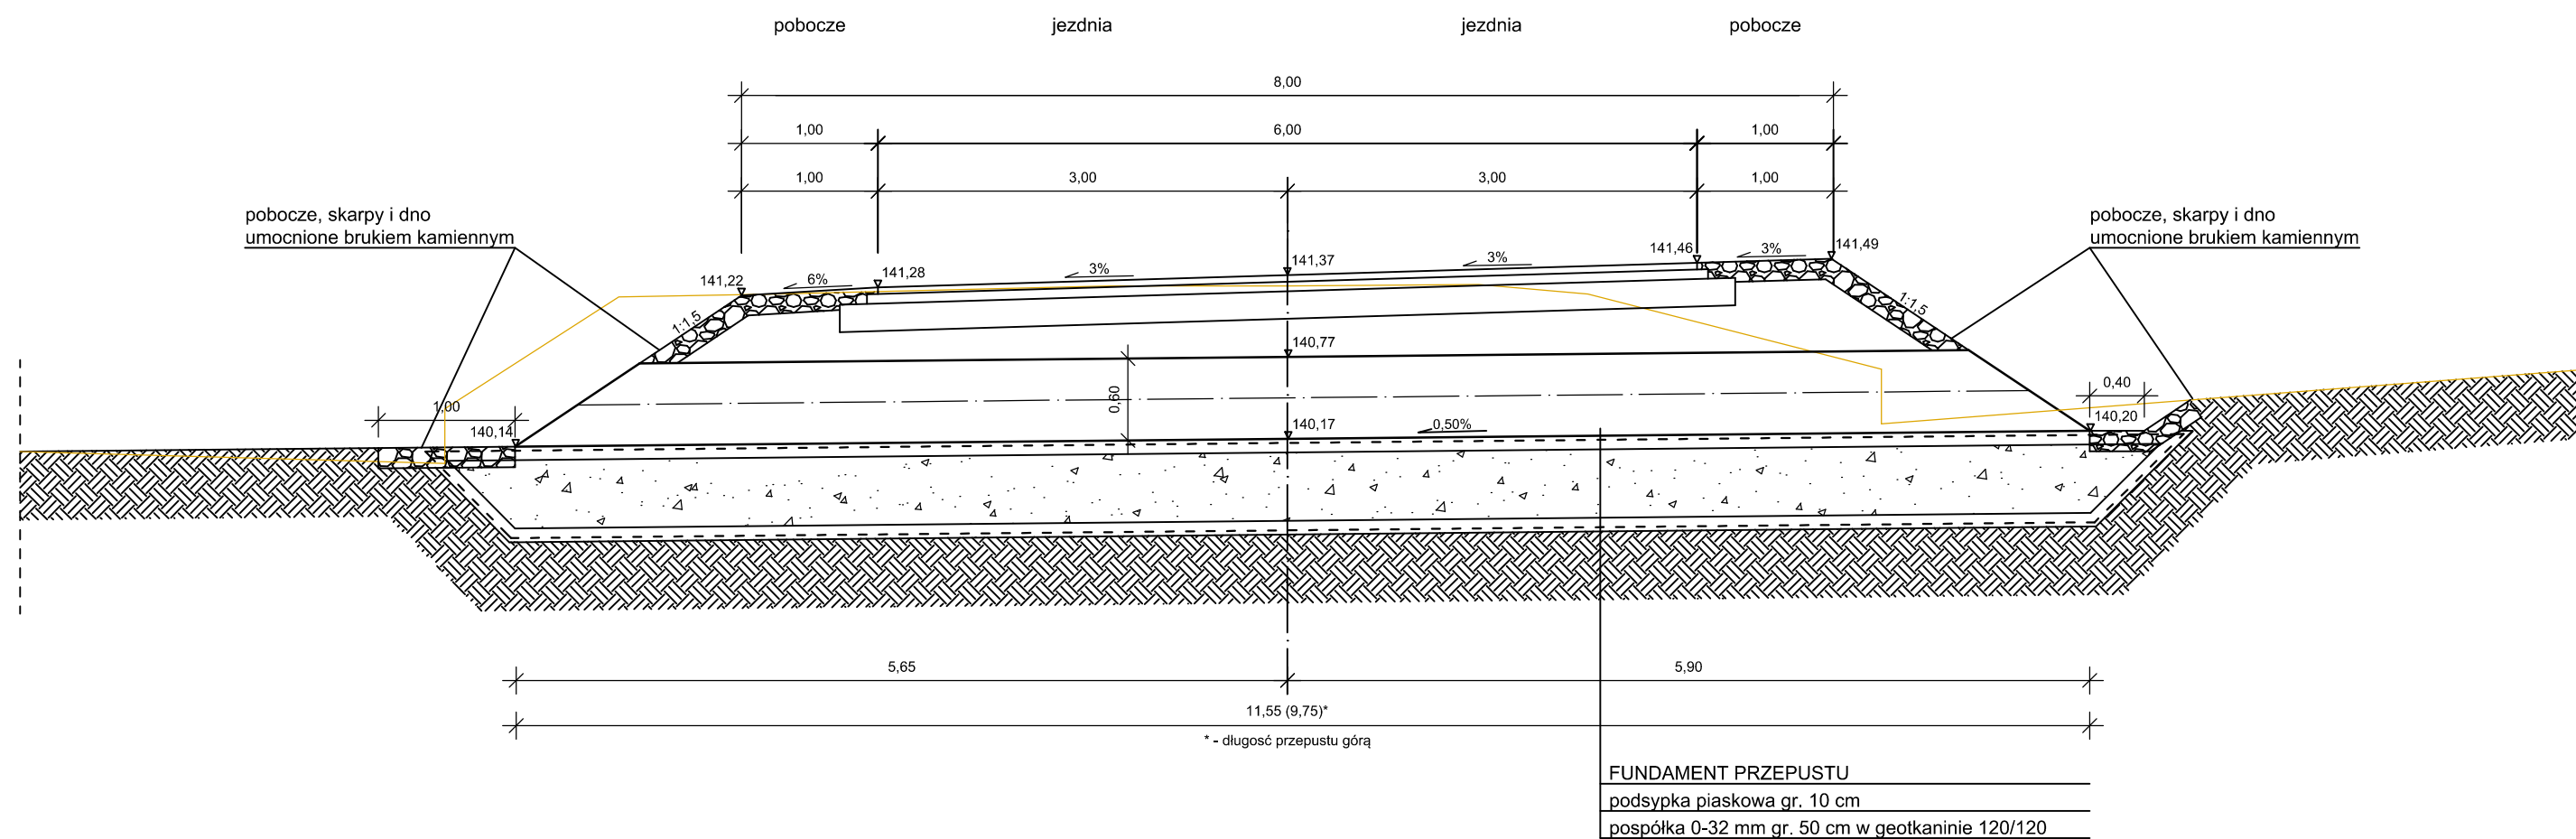 pobocze jezdnia jezdnia pobocze
8,00
1,00 6,00 1,00
1,00 3,00 3,00 1,00
pobocze, skarpy i dno
umocnione brukiem kamiennym
pobocze, skarpy i dno
umocnione brukiem kamiennym
141,22 6% 141,28 3% 141,37 3% 141,46 3% 141,49
1:1,5 1:1,5
140,77
0,60
1,00 0,40
140,14 140,17 0,50% 140,20
5,65 5,90
11,55 (9,75)*
* - długość przepustu górą
FUNDAMENT PRZEPUSTU
podsypka piaskowa gr. 10 cm
pospółka 0-32 mm gr. 50 cm w geotkaninie 120/120